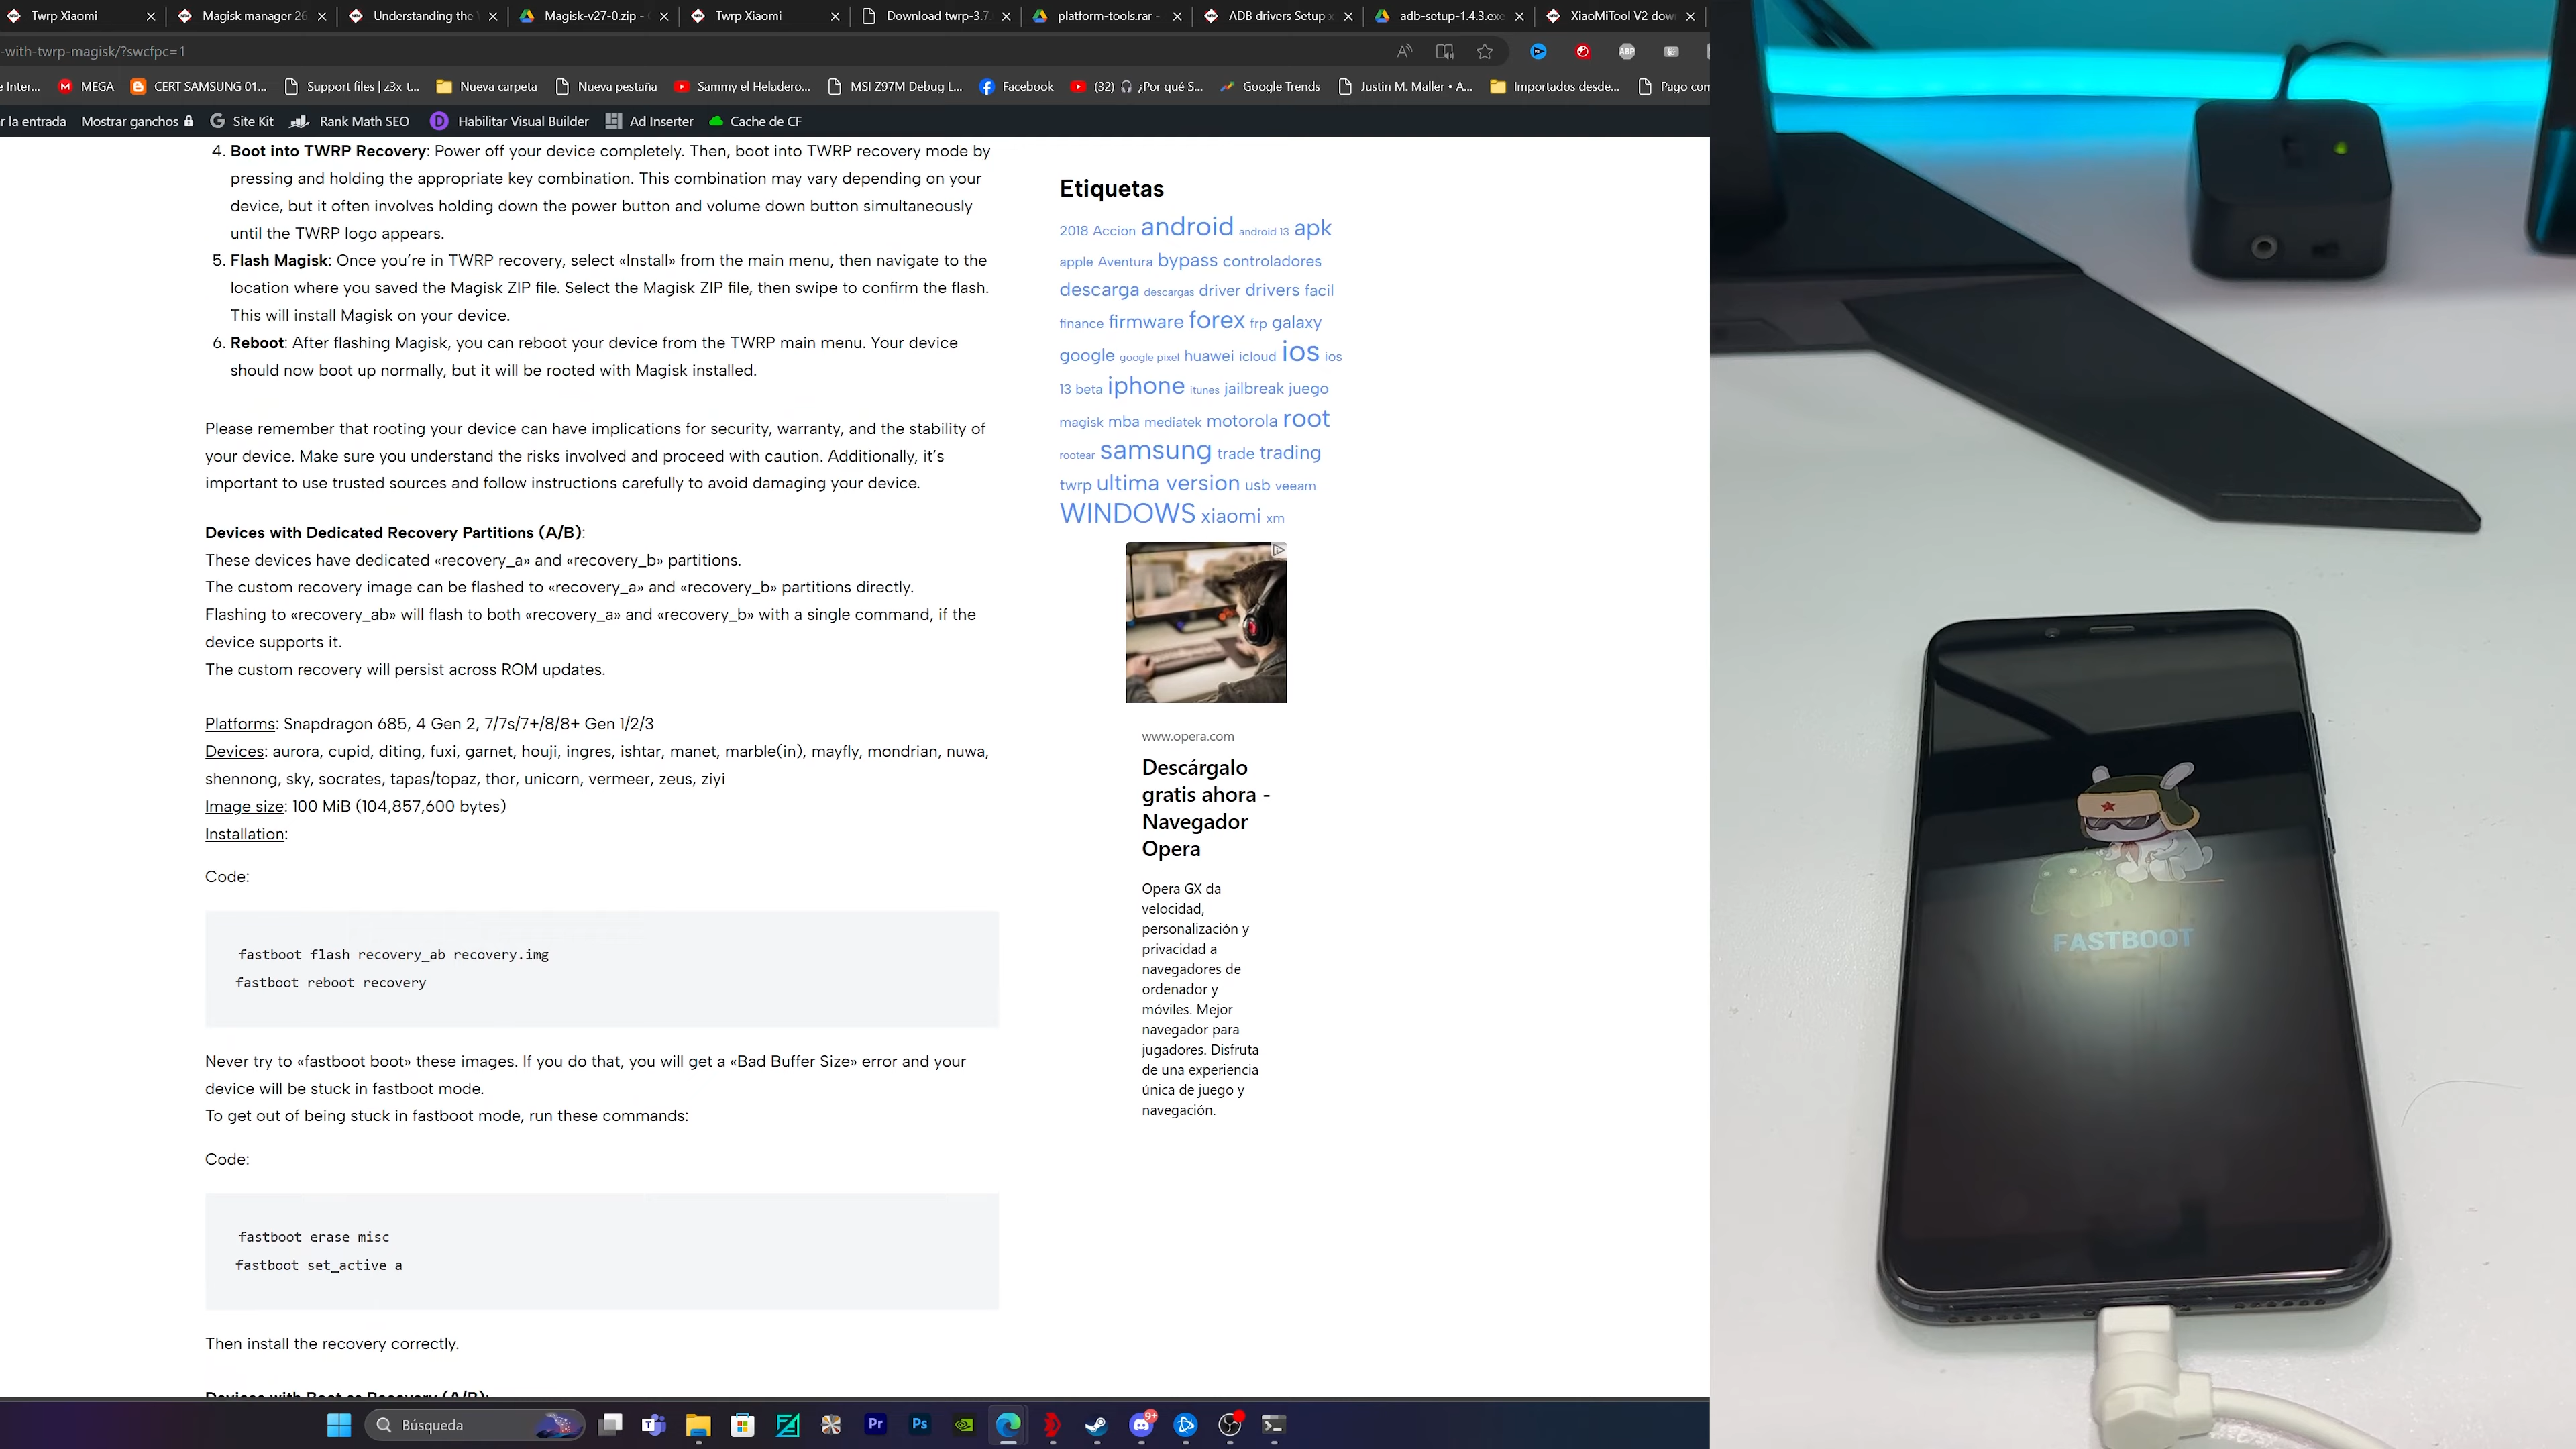 Twrp Xiaomi
Magisk manager 26
Understanding the
Magisk-v27-0.zip -
Twrp Xiaomi
Download twrp-3.7.
platform-tools.rar -
ADB drivers Setup x
adb-setup-1.4.3.exe
XiaoMiTool V2 dow
-with-twrp-magisk/?swcfpc=1
ABP
e Inter...
MEGA
CERT SAMSUNG 01...
Support files | z3x-t...
Nueva carpeta
Nueva pestaña
Sammy el Heladero...
MSI Z97M Debug L...
Facebook
(32) 🎧 ¿Por qué S...
Google Trends
Justin M. Maller • A...
Importados desde...
Pago con
r la entrada
Mostrar ganchos
Site Kit
Rank Math SEO
Habilitar Visual Builder
Ad Inserter
Cache de CF
4. Boot into TWRP Recovery: Power off your device completely. Then, boot into TWRP recovery mode by
pressing and holding the appropriate key combination. This combination may vary depending on your
device, but it often involves holding down the power button and volume down button simultaneously
until the TWRP logo appears.
5. Flash Magisk: Once you're in TWRP recovery, select «Install» from the main menu, then navigate to the
location where you saved the Magisk ZIP file. Select the Magisk ZIP file, then swipe to confirm the flash.
This will install Magisk on your device.
6. Reboot: After flashing Magisk, you can reboot your device from the TWRP main menu. Your device
should now boot up normally, but it will be rooted with Magisk installed.
Please remember that rooting your device can have implications for security, warranty, and the stability of
your device. Make sure you understand the risks involved and proceed with caution. Additionally, it's
important to use trusted sources and follow instructions carefully to avoid damaging your device.
Devices with Dedicated Recovery Partitions (A/B):
These devices have dedicated «recovery_a» and «recovery_b» partitions.
The custom recovery image can be flashed to «recovery_a» and «recovery_b» partitions directly.
Flashing to «recovery_ab» will flash to both «recovery_a» and «recovery_b» with a single command, if the
device supports it.
The custom recovery will persist across ROM updates.
Platforms: Snapdragon 685, 4 Gen 2, 7/7s/7+/8/8+ Gen 1/2/3
Devices: aurora, cupid, diting, fuxi, garnet, houji, ingres, ishtar, manet, marble(in), mayfly, mondrian, nuwa,
shennong, sky, socrates, tapas/topaz, thor, unicorn, vermeer, zeus, ziyi
Image size: 100 MiB (104,857,600 bytes)
Installation:
Code:
fastboot flash recovery_ab recovery.img
fastboot reboot recovery
Never try to «fastboot boot» these images. If you do that, you will get a «Bad Buffer Size» error and your
device will be stuck in fastboot mode.
To get out of being stuck in fastboot mode, run these commands:
Code:
fastboot erase misc
fastboot set_active a
Then install the recovery correctly.
Devices with Boot as Recovery (A/B):
Etiquetas
2018 Accion android android 13 apk
apple Aventura bypass controladores
descarga descargas driver drivers facil
finance firmware forex frp galaxy
google google pixel huawei icloud ios ios
13 beta iphone itunes jailbreak juego
magisk mba mediatek motorola root
rootear samsung trade trading
twrp ultima version usb veeam
WINDOWS xiaomi xm
www.opera.com
Descárgalo
gratis ahora -
Navegador
Opera
Opera GX da
velocidad,
personalización y
privacidad a
navegadores de
ordenador y
móviles. Mejor
navegador para
jugadores. Disfruta
de una experiencia
única de juego y
navegación.
FASTBOOT
Búsqueda
Pr
Ps
9+